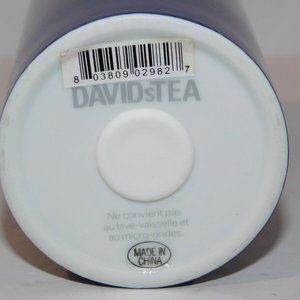 8 03809 02982 7
DAVIDsTEA
Ne convient pas
au lave-vaisselle et
au micro-ondes.
MADE IN
CHINA